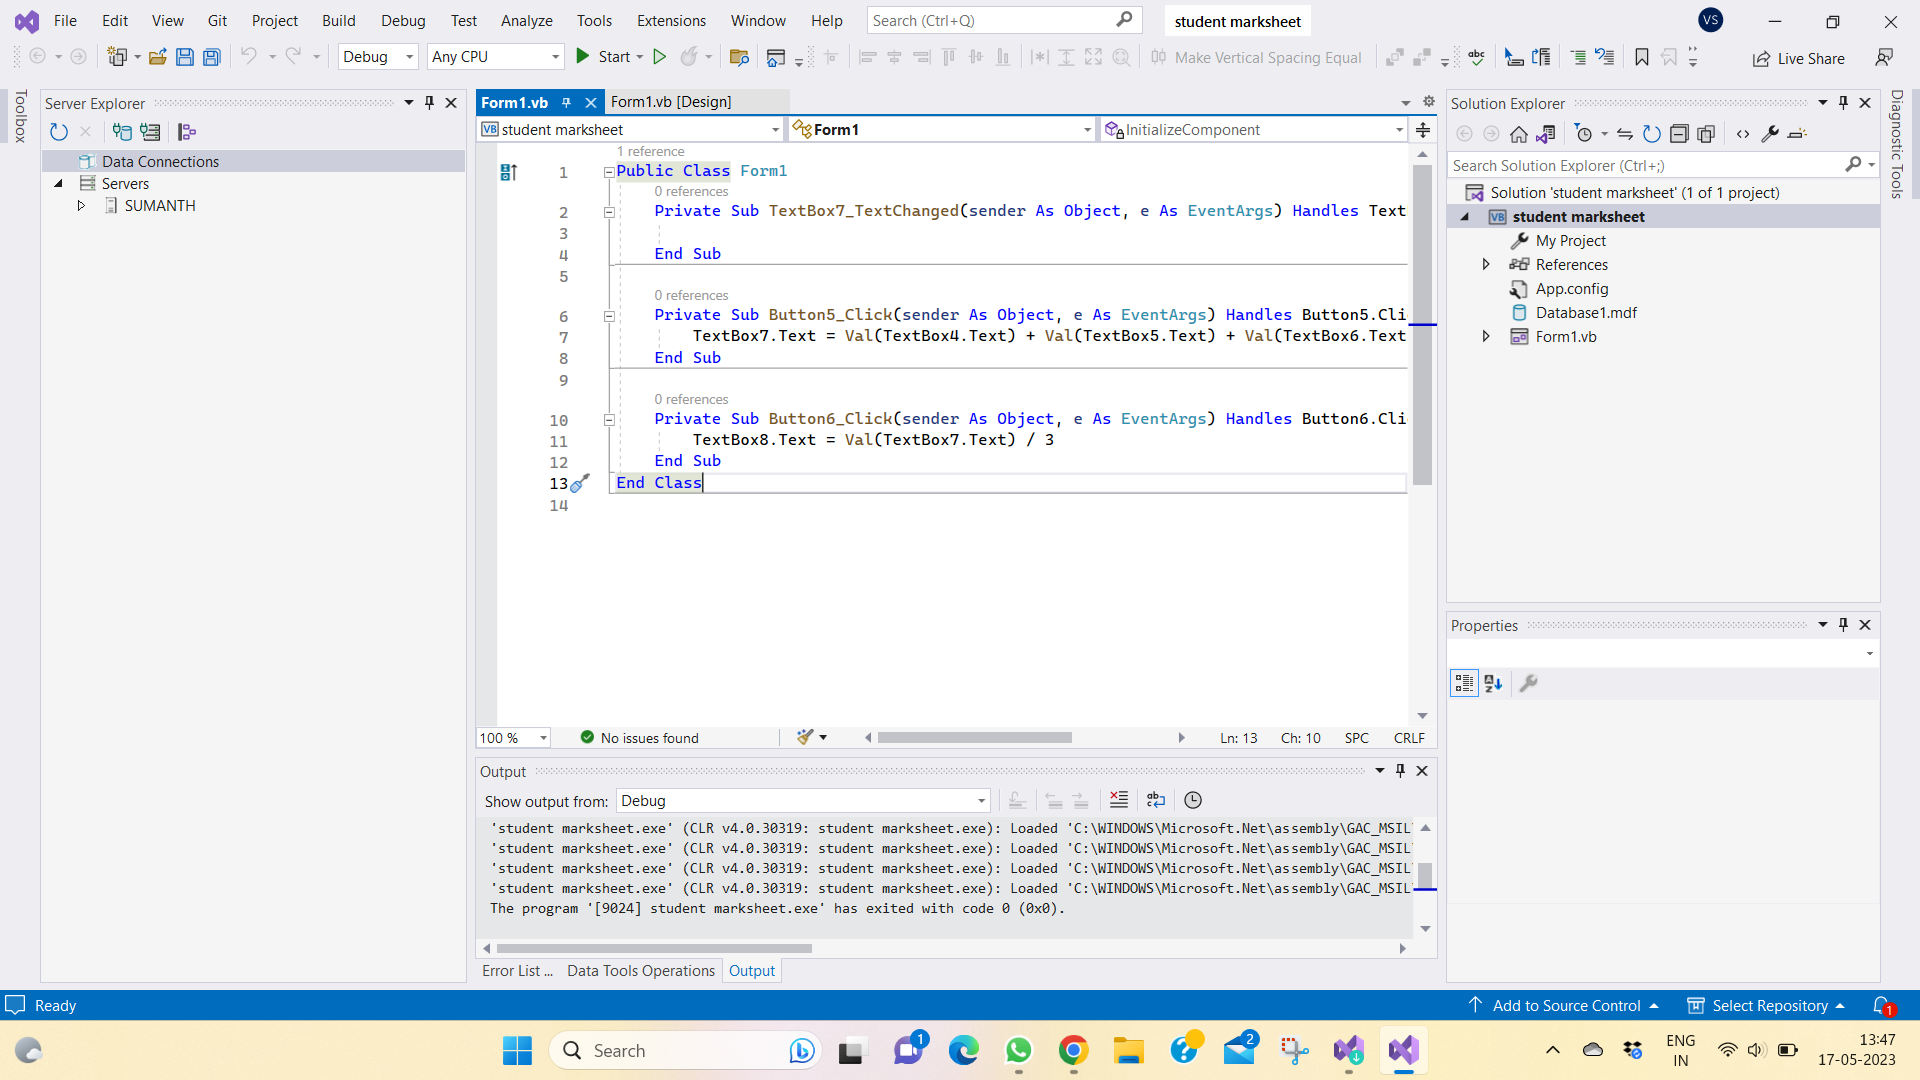 File Edit View Git Project Build Debug Test Analyze Tools Extensions Window Help Search (Ctrl+Q) student marksheet VS
Debug Any CPU Start Make Vertical Spacing Equal abc Live Share
Toolbox
Server Explorer
Data Connections
Servers
SUMANTH
Form1.vb Form1.vb [Design]
VB student marksheet Form1 InitializeComponent
1 reference
1 Public Class Form1
0 references
2 Private Sub TextBox7_TextChanged(sender As Object, e As EventArgs) Handles Text
3
4 End Sub
5
0 references
6 Private Sub Button5_Click(sender As Object, e As EventArgs) Handles Button5.Cli
7 TextBox7.Text = Val(TextBox4.Text) + Val(TextBox5.Text) + Val(TextBox6.Text
8 End Sub
9
0 references
10 Private Sub Button6_Click(sender As Object, e As EventArgs) Handles Button6.Cli
11 TextBox8.Text = Val(TextBox7.Text) / 3
12 End Sub
13 End Class
14
100 % No issues found Ln: 13 Ch: 10 SPC CRLF
Output
Show output from: Debug
'student marksheet.exe' (CLR v4.0.30319: student marksheet.exe): Loaded 'C:\WINDOWS\Microsoft.Net\assembly\GAC_MSIL
'student marksheet.exe' (CLR v4.0.30319: student marksheet.exe): Loaded 'C:\WINDOWS\Microsoft.Net\assembly\GAC_MSIL
'student marksheet.exe' (CLR v4.0.30319: student marksheet.exe): Loaded 'C:\WINDOWS\Microsoft.Net\assembly\GAC_MSIL
'student marksheet.exe' (CLR v4.0.30319: student marksheet.exe): Loaded 'C:\WINDOWS\Microsoft.Net\assembly\GAC_MSIL
The program '[9024] student marksheet.exe' has exited with code 0 (0x0).
Error List ... Data Tools Operations Output
Solution Explorer
Search Solution Explorer (Ctrl+;)
Solution 'student marksheet' (1 of 1 project)
VB student marksheet
My Project
References
App.config
Database1.mdf
Form1.vb
Properties
Diagnostic Tools
Ready Add to Source Control Select Repository 1
Search 1 2 ENG IN 13:47
17-05-2023